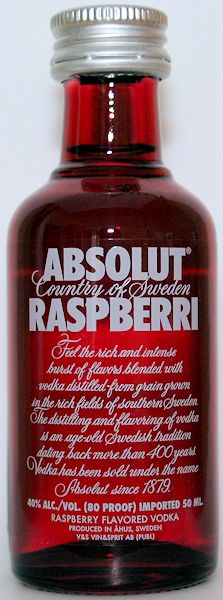 ABSOLUT®
Country of Sweden
RASPBERRI
Feel the rich and intense
burst of flavors blended with
vodka distilled from grain grown
in the rich fields of southern Sweden.
The distilling and flavoring of vodka
is an age-old Swedish tradition
dating back more than 400 years.
Vodka has been sold under the name
Absolut since 1879.
40% ALC./VOL. (80 PROOF) IMPORTED 50 ML.
RASPBERRY FLAVORED VODKA
PRODUCED IN ÅHUS, SWEDEN
V&S VIN&SPRIT AB (PUBL)